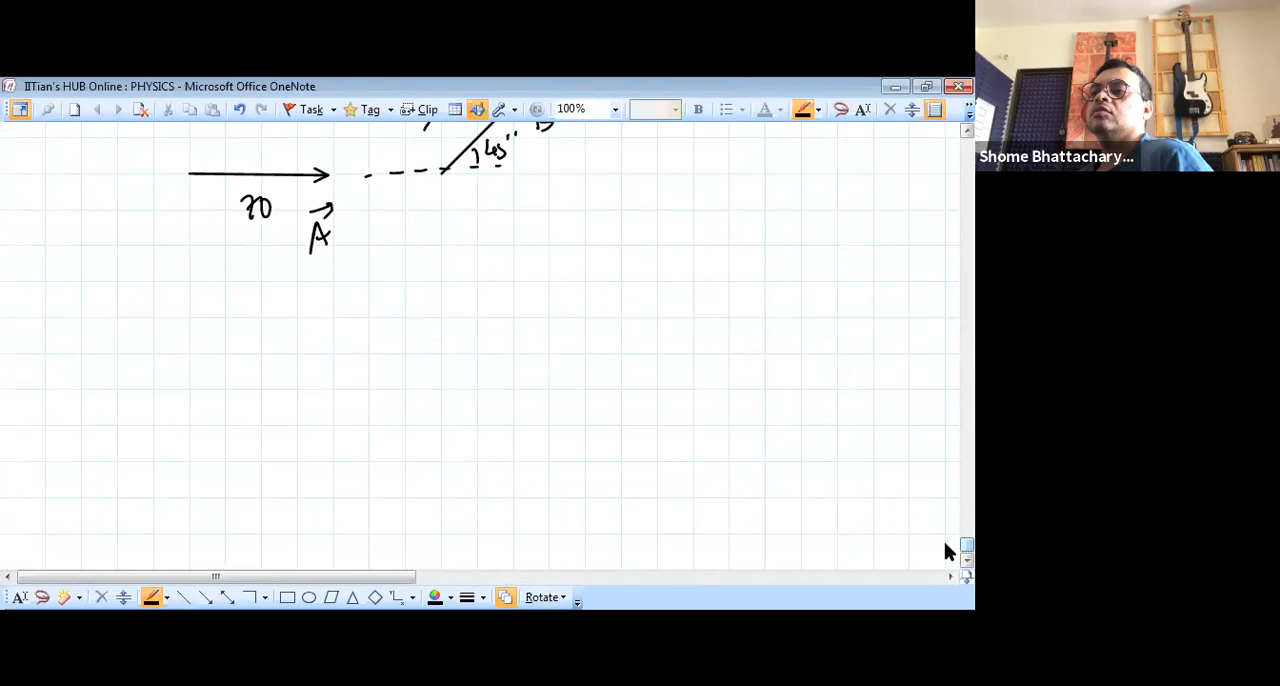 IITian's HUB Online : PHYSICS - Microsoft Office OneNote
Task Tag Clip 100% B A A
45° B
20 A
Shome Bhattachary...
A Rotate